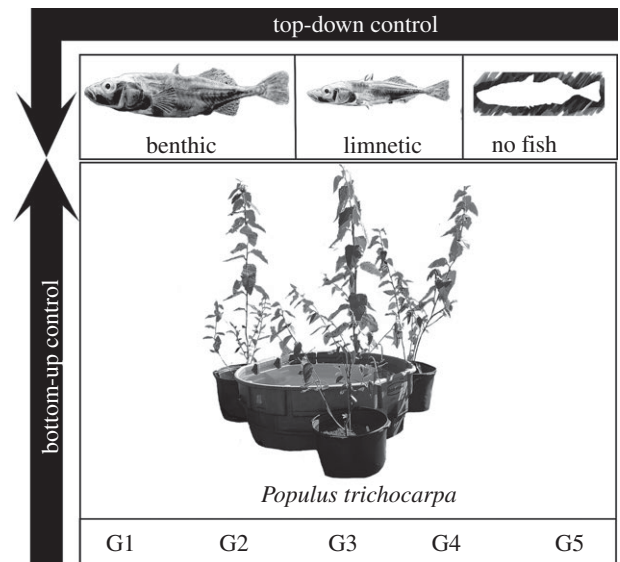 top-down control
benthic limnetic no fish
bottom-up control
Populus trichocarpa
G1 G2 G3 G4 G5